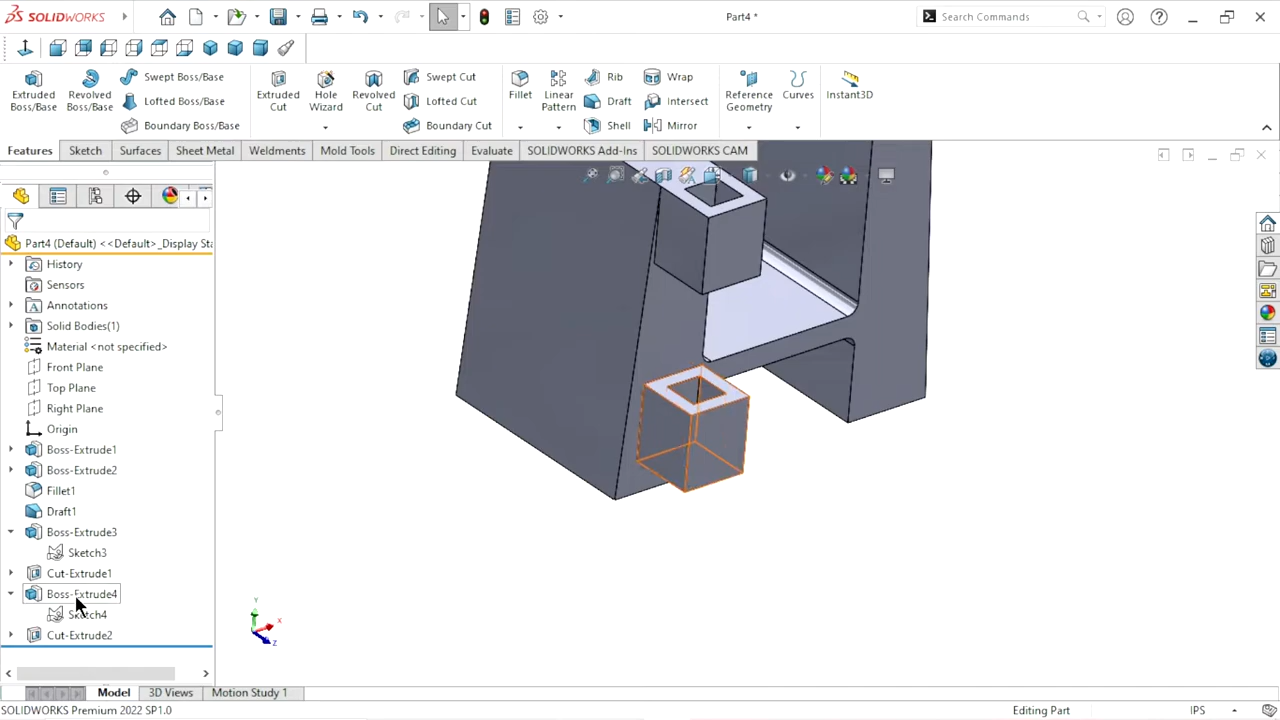 SOLIDWORKS
Part4 *
Search Commands
Extruded Boss/Base
Revolved Boss/Base
Swept Boss/Base
Lofted Boss/Base
Boundary Boss/Base
Extruded Cut
Hole Wizard
Revolved Cut
Swept Cut
Lofted Cut
Boundary Cut
Fillet
Linear Pattern
Rib
Draft
Shell
Wrap
Intersect
Mirror
Reference Geometry
Curves
Instant3D
Features
Sketch
Surfaces
Sheet Metal
Weldments
Mold Tools
Direct Editing
Evaluate
SOLIDWORKS Add-Ins
SOLIDWORKS CAM
Part4 (Default) <<Default>_Display Sta
History
Sensors
Annotations
Solid Bodies(1)
Material <not specified>
Front Plane
Top Plane
Right Plane
Origin
Boss-Extrude1
Boss-Extrude2
Fillet1
Draft1
Boss-Extrude3
Sketch3
Cut-Extrude1
Boss-Extrude4
Sketch4
Cut-Extrude2
Y
X
Z
Model
3D Views
Motion Study 1
SOLIDWORKS Premium 2022 SP1.0
Editing Part
IPS